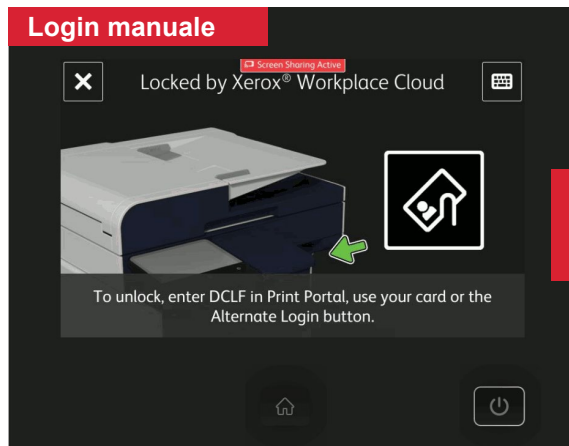 Login manuale
Screen Sharing Active
Locked by Xerox® Workplace Cloud
To unlock, enter DCLF in Print Portal, use your card or the
Alternate Login button.